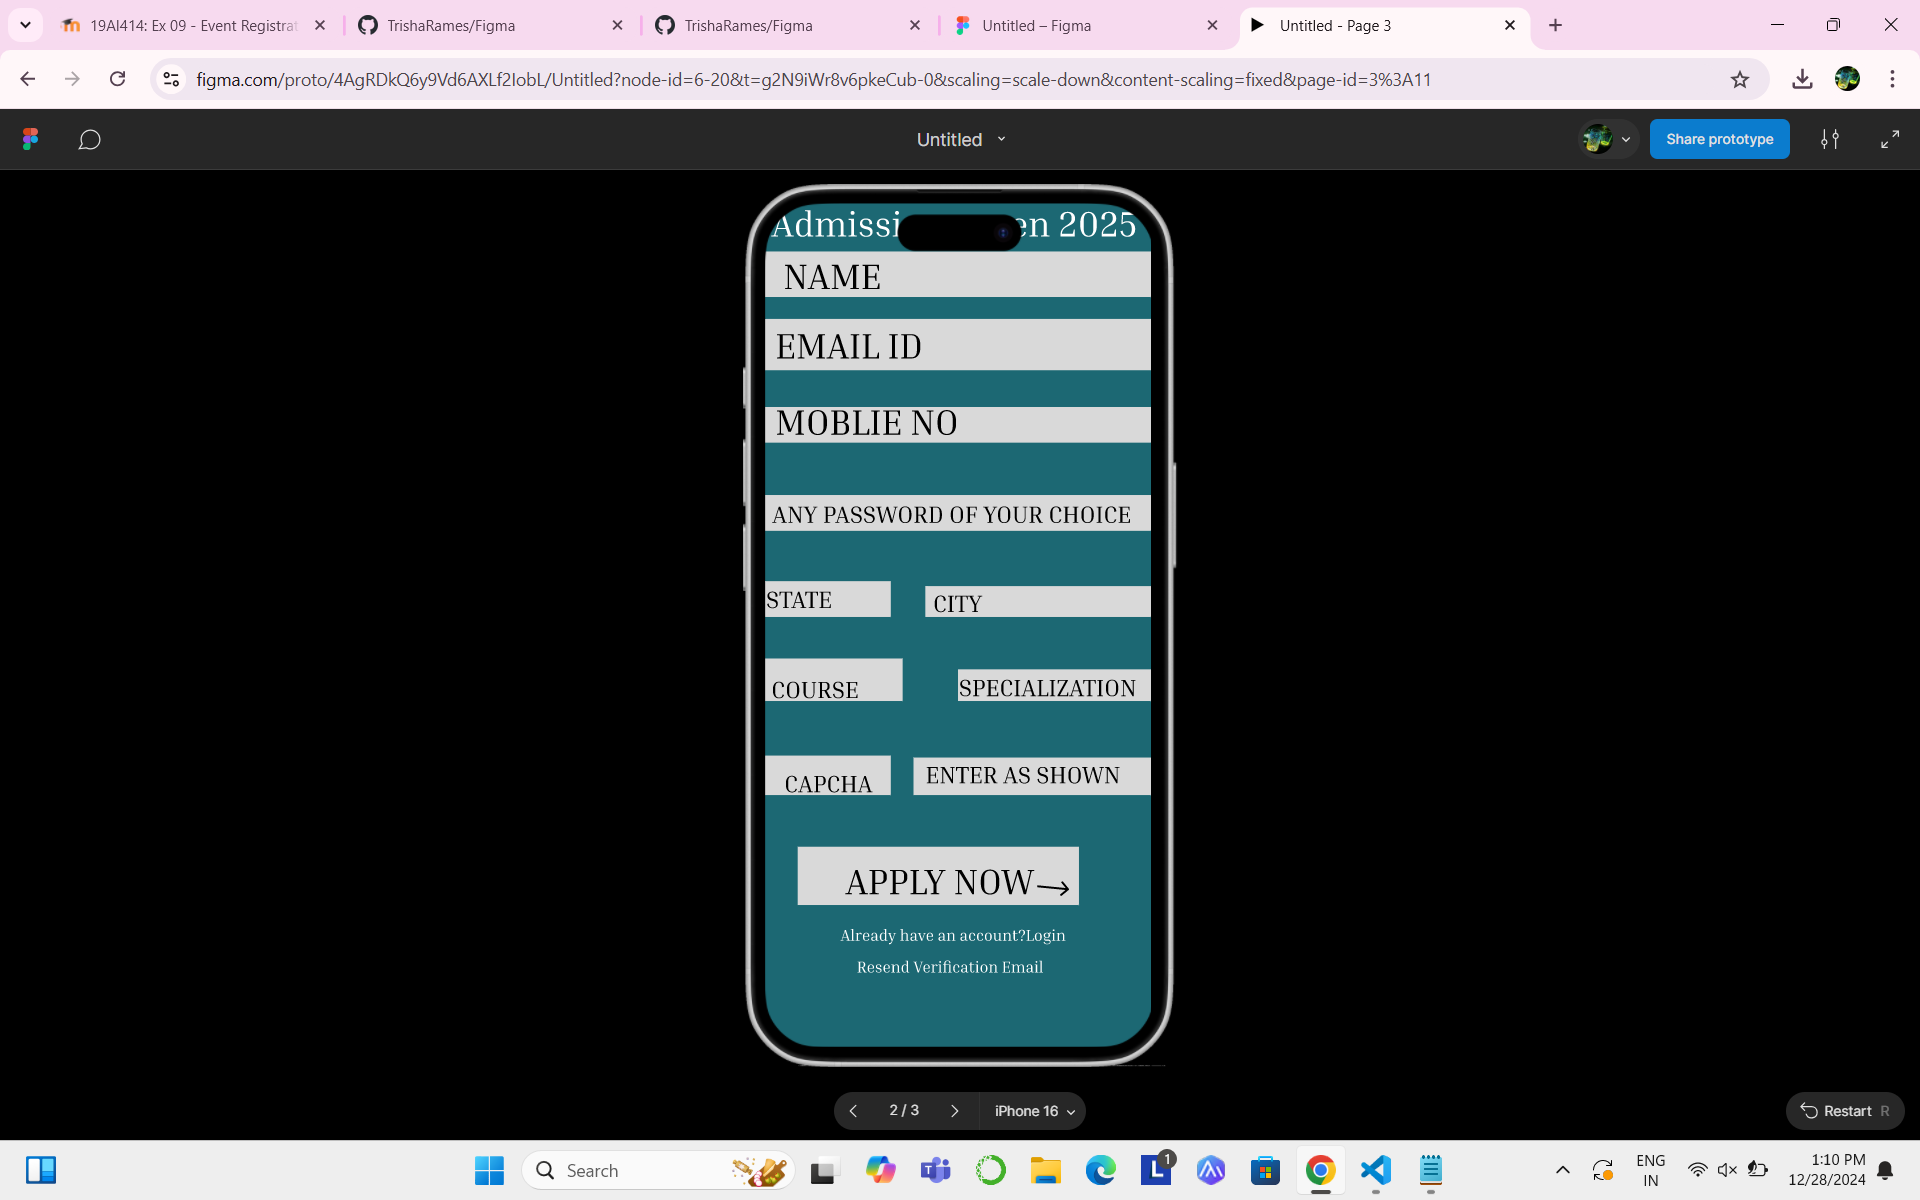 19AI414: Ex 09 - Event Registrat
TrishaRames/Figma
TrishaRames/Figma
Untitled – Figma
Untitled - Page 3
figma.com/proto/4AgRDkQ6y9Vd6AXLf2IobL/Untitled?node-id=6-20&t=g2N9iWr8v6pkeCub-0&scaling=scale-down&content-scaling=fixed&page-id=3%3A11
Untitled
Share prototype
Admissi en 2025
NAME
EMAIL ID
MOBLIE NO
ANY PASSWORD OF YOUR CHOICE
STATE
CITY
COURSE
SPECIALIZATION
CAPCHA
ENTER AS SHOWN
APPLY NOW→
Already have an account?Login
Resend Verification Email
2 / 3
iPhone 16
Restart R
Search
L
1
ENG
IN
1:10 PM
12/28/2024